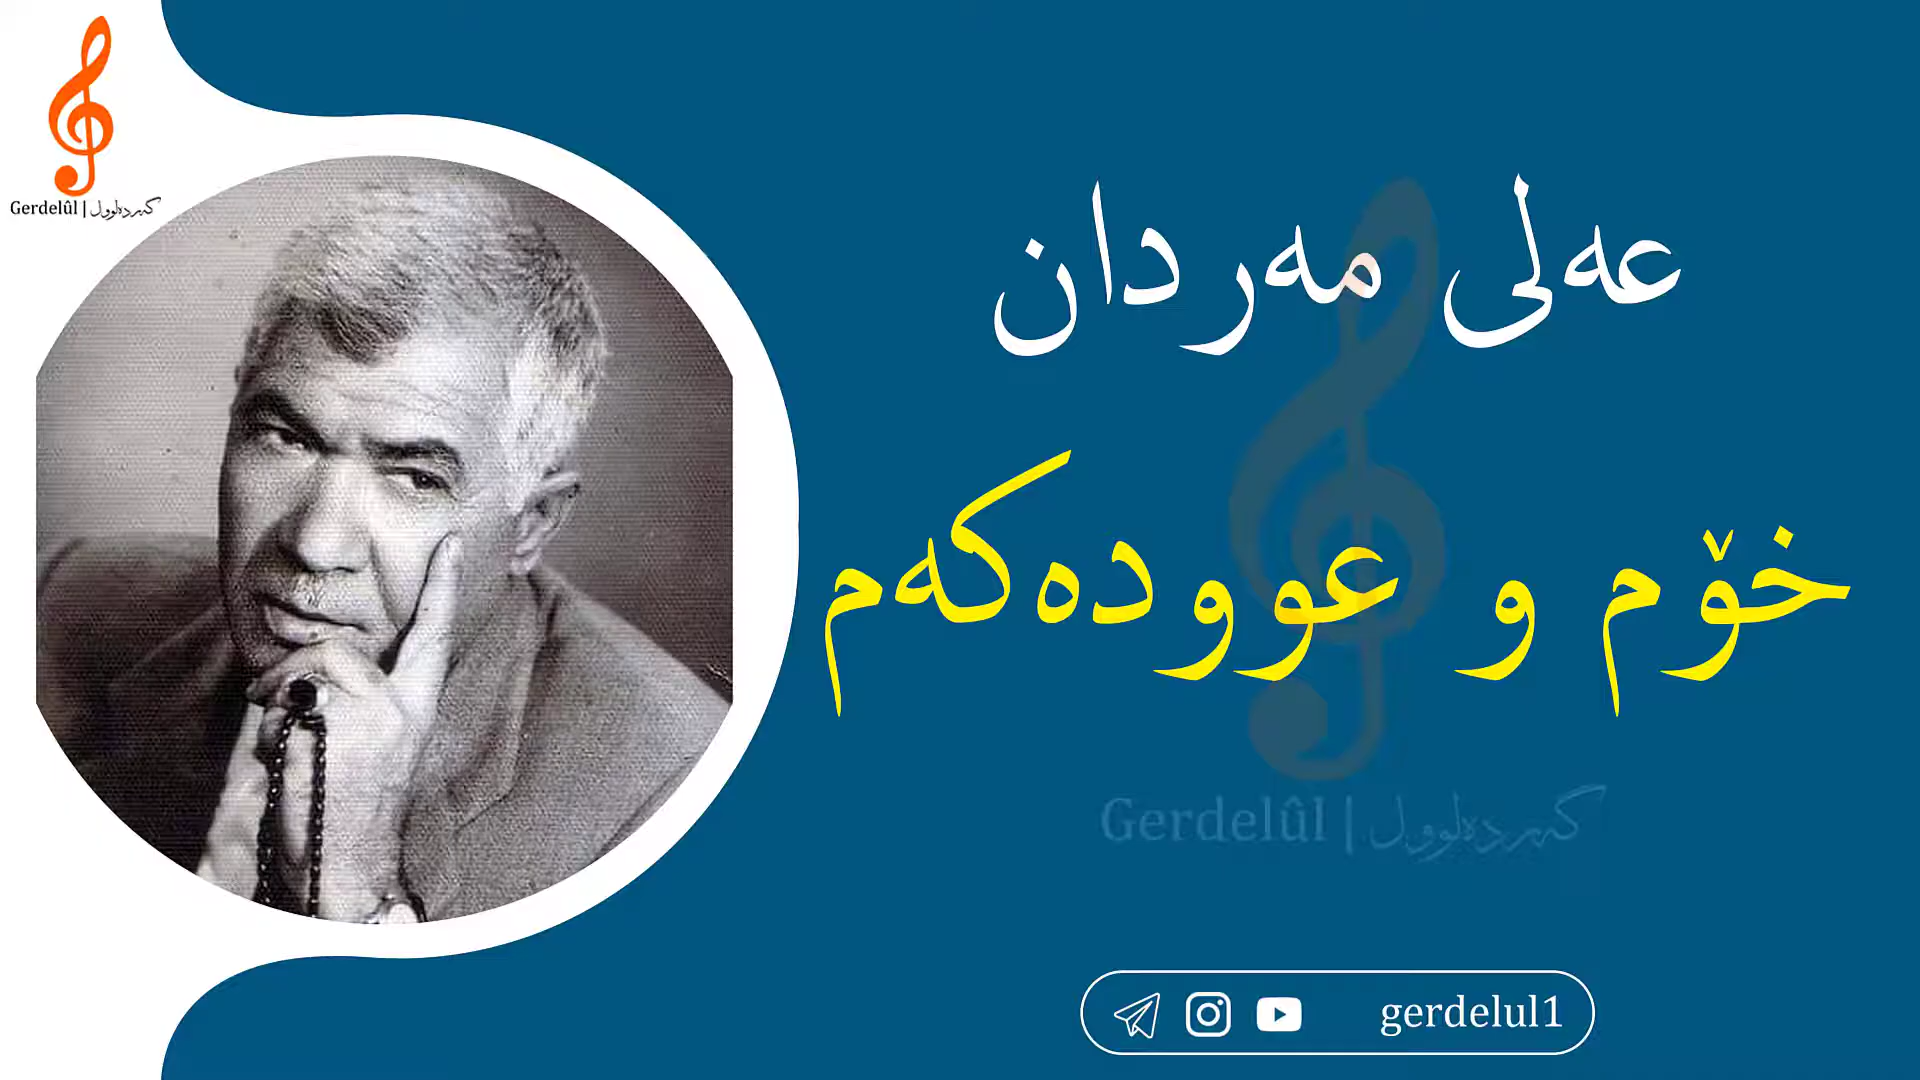 Gerdelûl | گەردەلوول
عەلی مەردان
خۆم و عوودەکەم
Gerdelûl | گەردەلوول
gerdelul1